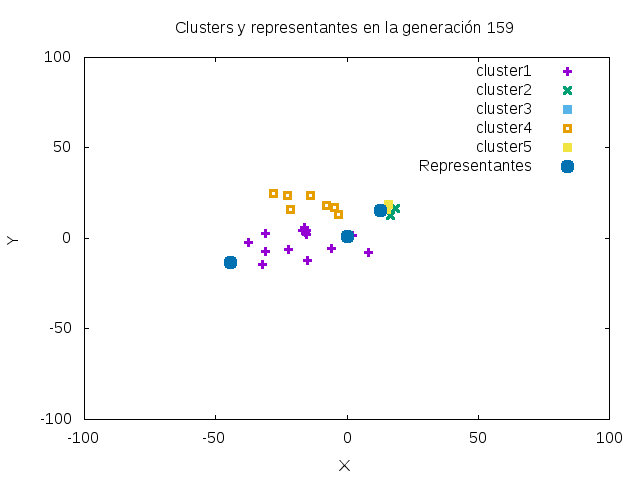 Clusters y representantes en la generación 159
100
50
0
-50
-100
-100
-50
0
50
100
Y
X
cluster1
cluster2
cluster3
cluster4
cluster5
Representantes